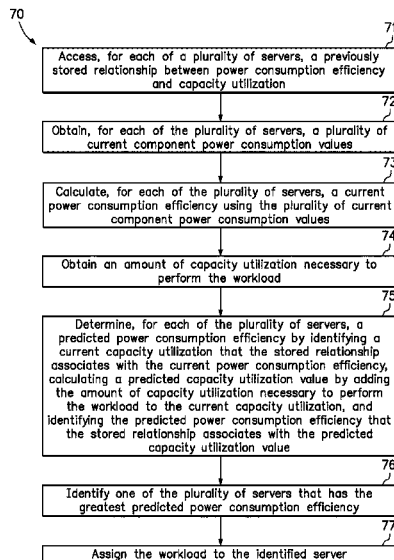 70
71
Access, for each of a plurality of servers, a previously
stored relationship between power consumption efficiency
and capacity utilization
72
Obtain, for each of the plurality of servers, a plurality of
current component power consumption values
73
Calculate, for each of the plurality of servers, a current
power consumption efficiency using the plurality of current
component power consumption values
74
Obtain an amount of capacity utilization necessary to
perform the workload
75
Determine, for each of the plurality of servers, a
predicted power consumption efficiency by identifying a
current capacity utilization that the stored relationship
associates with the current power consumption efficiency,
calculating a predicted capacity utilization value by adding
the amount of capacity utilization necessary to perform
the workload to the current capacity utilization, and
identifying the predicted power consumption efficiency that
the stored relationship associates with the predicted
capacity utilization value
76
Identify one of the plurality of servers that has the
greatest predicted power consumption efficiency
77
Assign the workload to the identified server